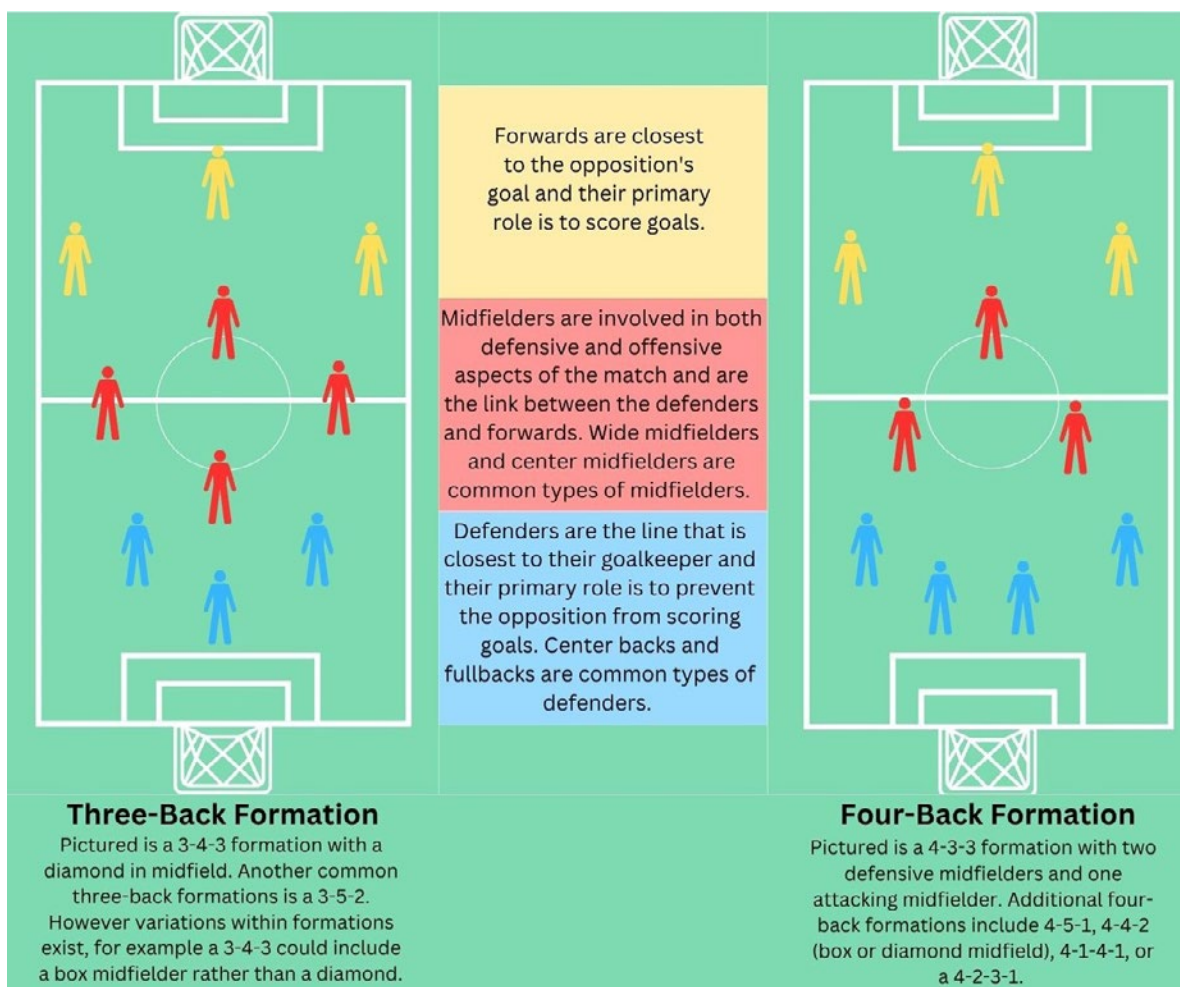 Forwards are closest
to the opposition's
goal and their primary
role is to score goals.
Midfielders are involved in both
defensive and offensive
aspects of the match and are
the link between the defenders
and forwards. Wide midfielders
and center midfielders are
common types of midfielders.
Defenders are the line that is
closest to their goalkeeper and
their primary role is to prevent
the opposition from scoring
goals. Center backs and
fullbacks are common types of
defenders.
Three-Back Formation
Pictured is a 3-4-3 formation with a
diamond in midfield. Another common
three-back formations is a 3-5-2.
However variations within formations
exist, for example a 3-4-3 could include
a box midfielder rather than a diamond.
Four-Back Formation
Pictured is a 4-3-3 formation with two
defensive midfielders and one
attacking midfielder. Additional four-
back formations include 4-5-1, 4-4-2
(box or diamond midfield), 4-1-4-1, or
a 4-2-3-1.